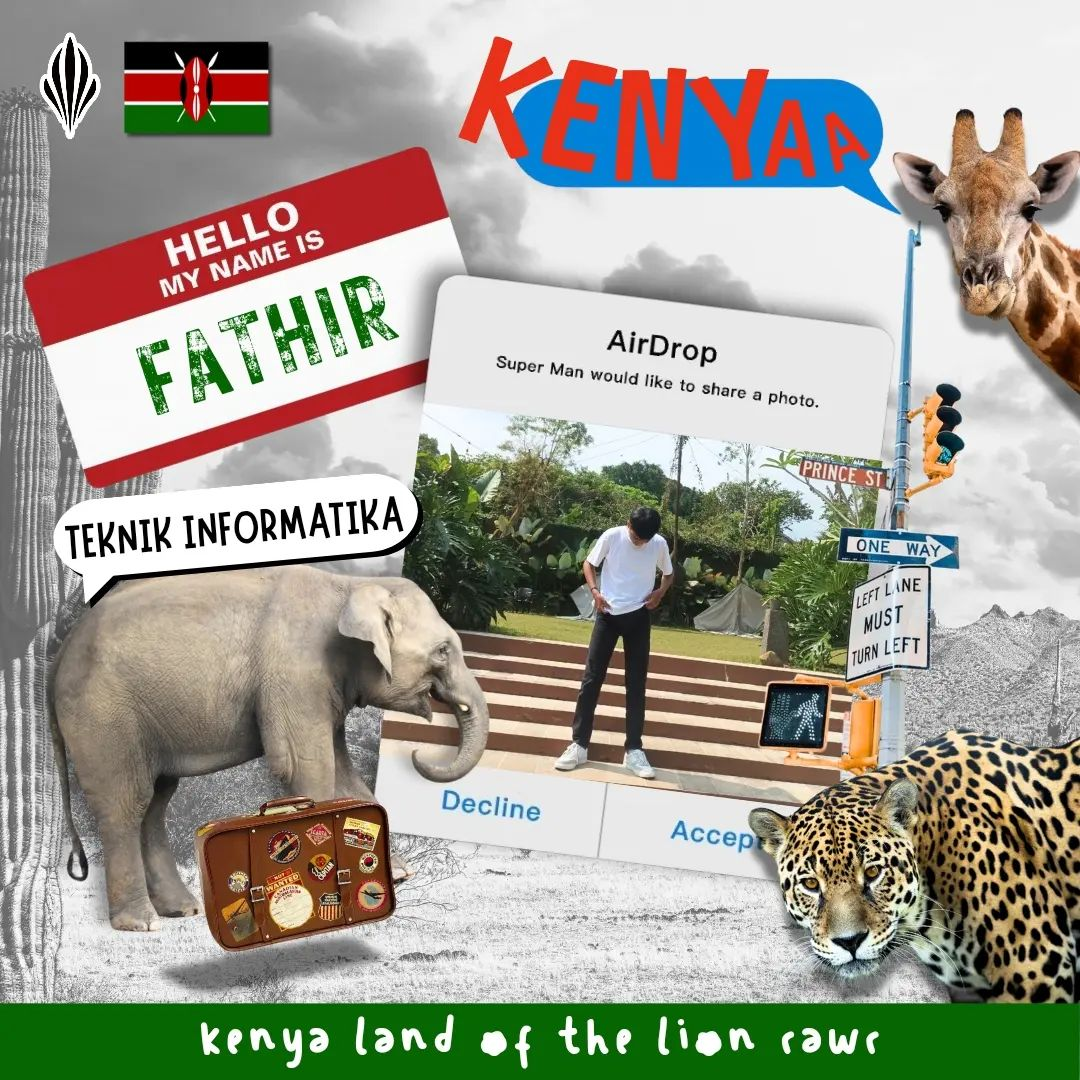 KENYAA
HELLO
MY NAME IS
FATHIR
AirDrop
Super Man would like to share a photo.
PRINCE ST
TEKNIK INFORMATIKA
ONE WAY
LEFT LANE
MUST
TURN LEFT
Decline
Accep
WANTED
kenya land of the lion rawr